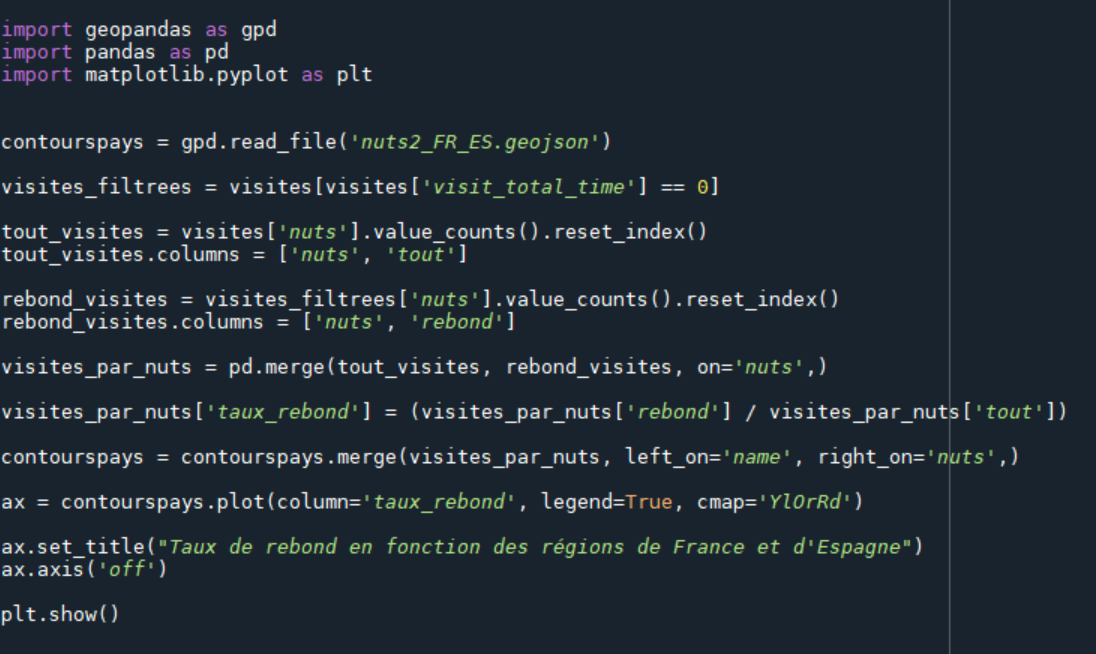 import geopandas as gpd
import pandas as pd
import matplotlib.pyplot as plt
contourspays = gpd.read_file('nuts2_FR_ES.geojson')
visites_filtrees = visites[visites['visit_total_time'] == 0]
tout_visites = visites['nuts'].value_counts().reset_index()
tout_visites.columns = ['nuts', 'tout']
rebond_visites = visites_filtrees['nuts'].value_counts().reset_index()
rebond_visites.columns = ['nuts', 'rebond']
visites_par_nuts = pd.merge(tout_visites, rebond_visites, on='nuts',)
visites_par_nuts['taux_rebond'] = (visites_par_nuts['rebond'] / visites_par_nuts['tout'])
contourspays = contourspays.merge(visites_par_nuts, left_on='name', right_on='nuts',)
ax = contourspays.plot(column='taux_rebond', legend=True, cmap='YlOrRd')
ax.set_title("Taux de rebond en fonction des régions de France et d'Espagne")
ax.axis('off')
plt.show()